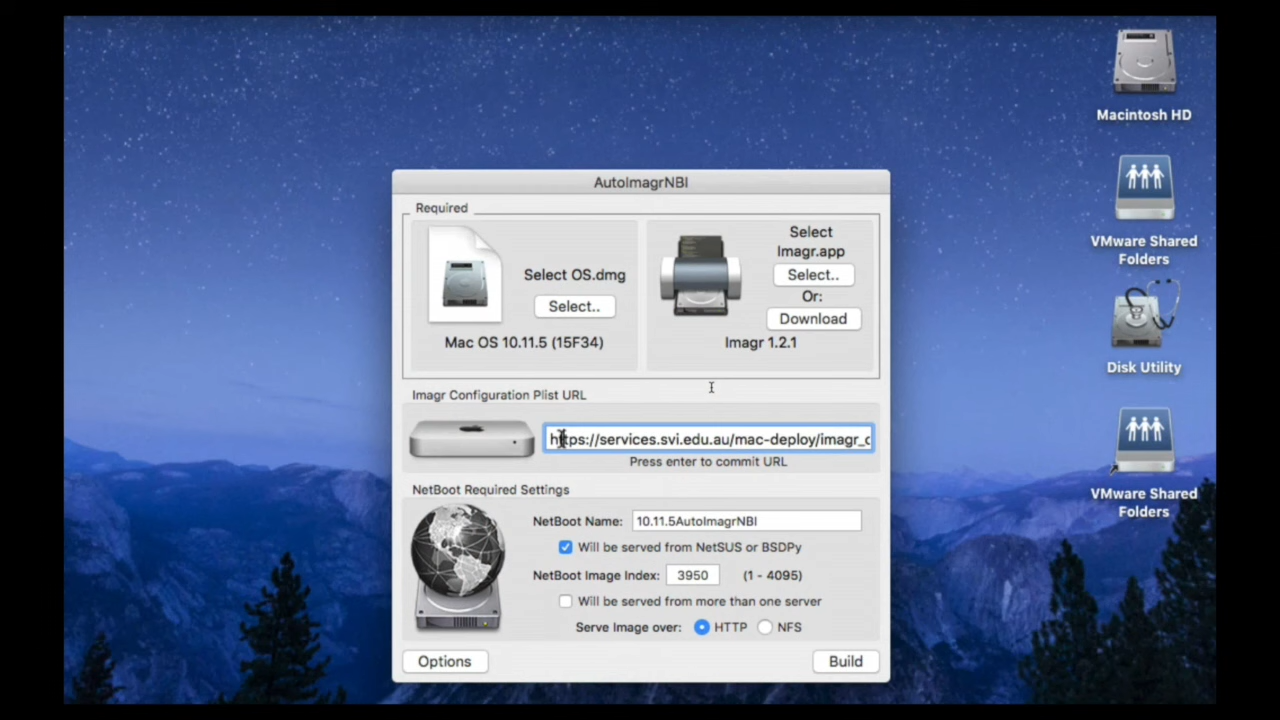 AutoImagrNBI
Required
Select OS.dmg
Select..
Mac OS 10.11.5 (15F34)
Select
Imagr.app
Select..
Or:
Download
Imagr 1.2.1
Imagr Configuration Plist URL
https://services.svi.edu.au/mac-deploy/imagr_c
Press enter to commit URL
NetBoot Required Settings
NetBoot Name: 10.11.5AutoImagrNBI
Will be served from NetSUS or BSDPy
NetBoot Image Index: 3950 (1 - 4095)
Will be served from more than one server
Serve Image over: HTTP NFS
Options
Build
Macintosh HD
VMware Shared
Folders
Disk Utility
VMware Shared
Folders